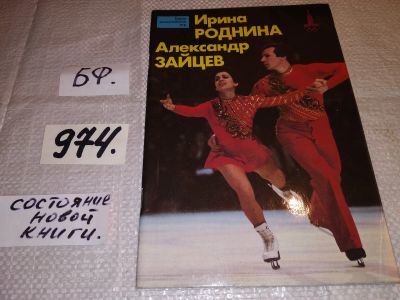 БФ.
974.
состояние
новой
книги.
Ирина
РОДНИНА
Александр
ЗАЙЦЕВ